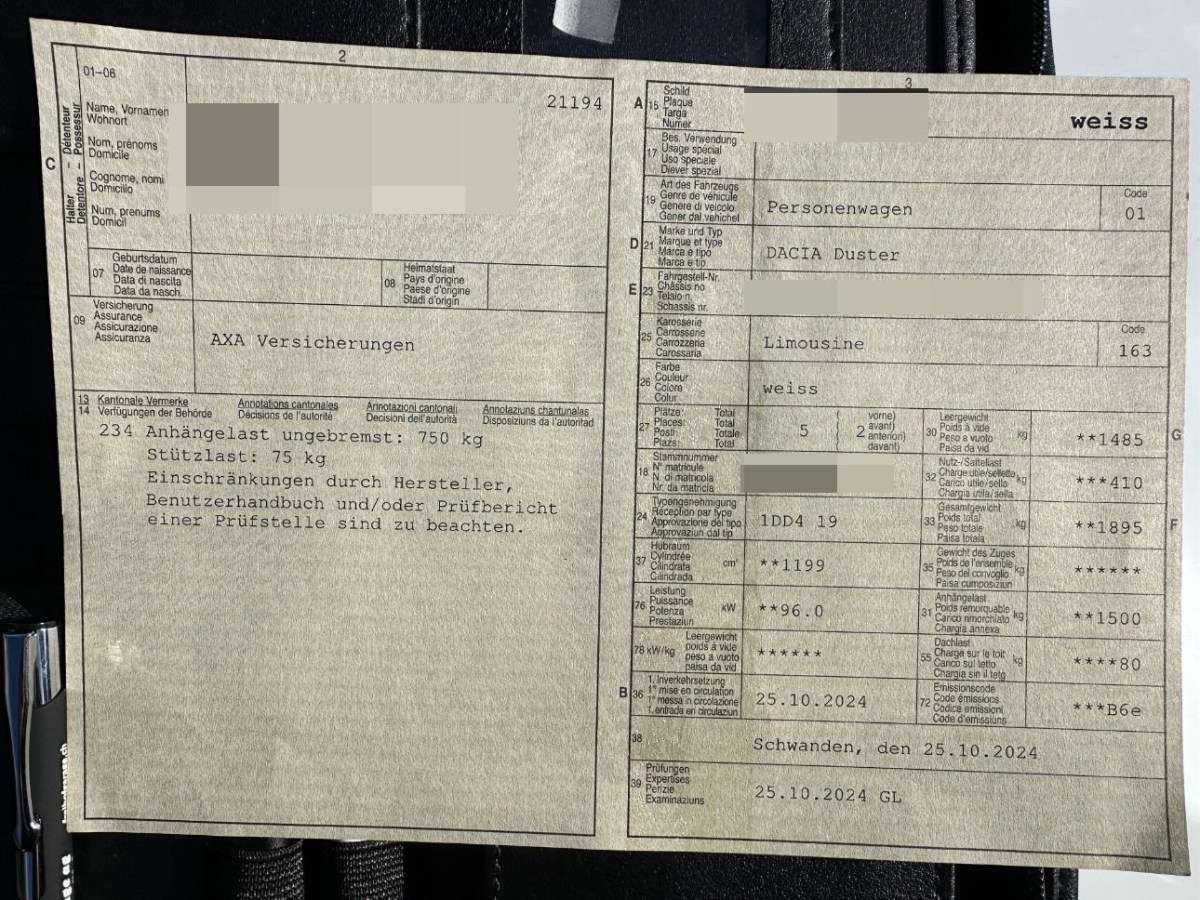 2
01–06
21194
C
Halter – Détenteur
Detentore – Possessur
Name, Vornamen
Wohnort
Nom, prénoms
Domicile
Cognome, nomi
Domicilio
Num, prenums
Domicil
07
Geburtsdatum
Date de naissance
Data di nascita
Data da nasch.
08
Heimatstaat
Pays d'origine
Paese d'origine
Stadi d'origin
09
Versicherung
Assurance
Assicurazione
Assicuranza
AXA Versicherungen
13 Kantonale Vermerke Annotations cantonales Annotazioni cantonali Annotaziuns chantunalas
14 Verfügungen der Behörde Décisions de l'autorité Decisioni dell'autorità Disposiziuns da l'autoritad
234 Anhängelast ungebremst: 750 kg
Stützlast: 75 kg
Einschränkungen durch Hersteller,
Benutzerhandbuch und/oder Prüfbericht
einer Prüfstelle sind zu beachten.
3
A 15
Schild
Plaque
Targa
Numer
weiss
17
Bes. Verwendung
Usage spécial
Uso speciale
Diever spezial
19
Art des Fahrzeugs
Genre de véhicule
Genere di veicolo
Gener dal vehichel
Personenwagen
Code
01
D 21
Marke und Typ
Marque et type
Marca e tipo
Marca e tip
DACIA Duster
E 23
Fahrgestell-Nr.
Châssis no
Telaio n.
Schassis nr.
25
Karosserie
Carrosserie
Carrozzeria
Carossaria
Limousine
Code
163
26
Farbe
Couleur
Colore
Colur
weiss
27
Plätze: Total
Places: Total
Posti: Totale
Plazs: Total
5
2
vorne)
avant)
anteriori)
davant)
30
Leergewicht
Poids à vide
Peso a vuoto
Paisa da vid
kg
**1485
G
18
Stammnummer
N° matricule
N. di matricola
Nr. da matricla
32
Nutz-/Sattellast
Charge utile/sellette
Carico utile/sella
Chargia utila/sella
kg
***410
24
Typengenehmigung
Réception par type
Approvazione del tipo
Approvaziun dal tip
1DD4 19
33
Gesamtgewicht
Poids total
Peso totale
Paisa totala
kg
**1895
F
37
Hubraum
Cylindrée
Cilindrata
Cilindrada
cm³
**1199
35
Gewicht des Zuges
Poids de l'ensemble
Peso del convoglio
Paisa cumposiziun
kg
******
76
Leistung
Puissance
Potenza
Prestaziun
kW
**96.0
31
Anhängelast
Poids remorquable
Carico rimorchiato
Chargia annexa
kg
**1500
78 kW/kg
Leergewicht
poids à vide
peso a vuoto
paisa da vid
******
55
Dachlast
Charge sur le toit
Carico sul tetto
Chargia sin il tetg
kg
****80
B 36
1. Inverkehrsetzung
1re mise en circulation
1a messa in circolazione
1. entrada en circulaziun
25.10.2024
72
Emissionscode
Code émissions
Codice emissioni
Code d'emissiuns
***B6e
38
Schwanden, den 25.10.2024
39
Prüfungen
Expertises
Perizie
Examinaziuns
25.10.2024 GL